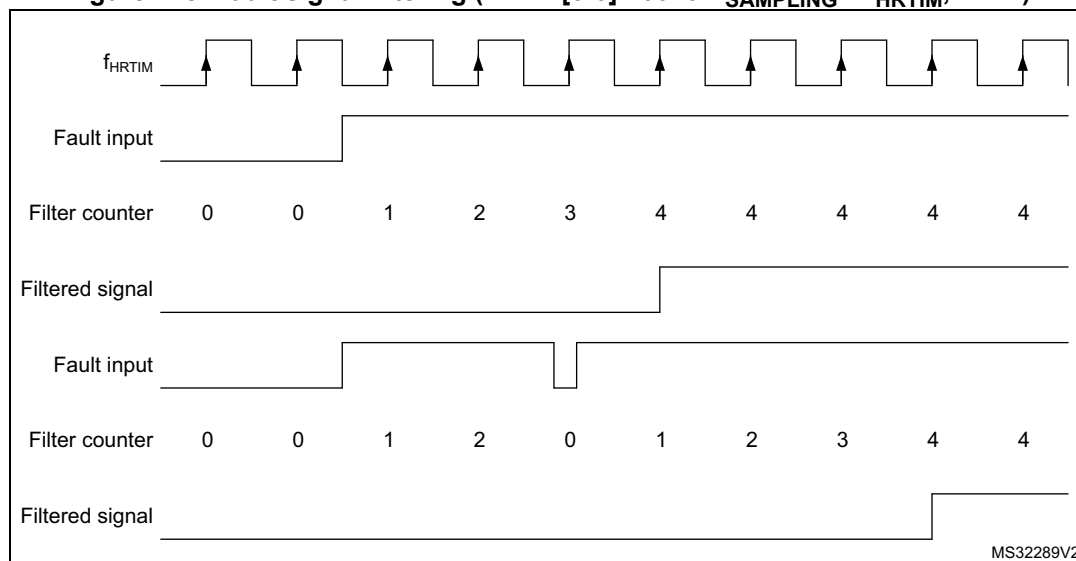 fHRTIM
Fault input
Filter counter 0 0 1 2 3 4 4 4 4 4
Filtered signal
Fault input
Filter counter 0 0 1 2 0 1 2 3 4 4
Filtered signal
MS32289V2